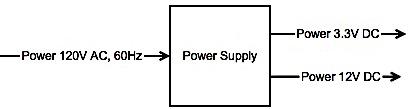 Power 3.3V DC
Power 120V AC, 60Hz
Power Supply
Power 12V DC